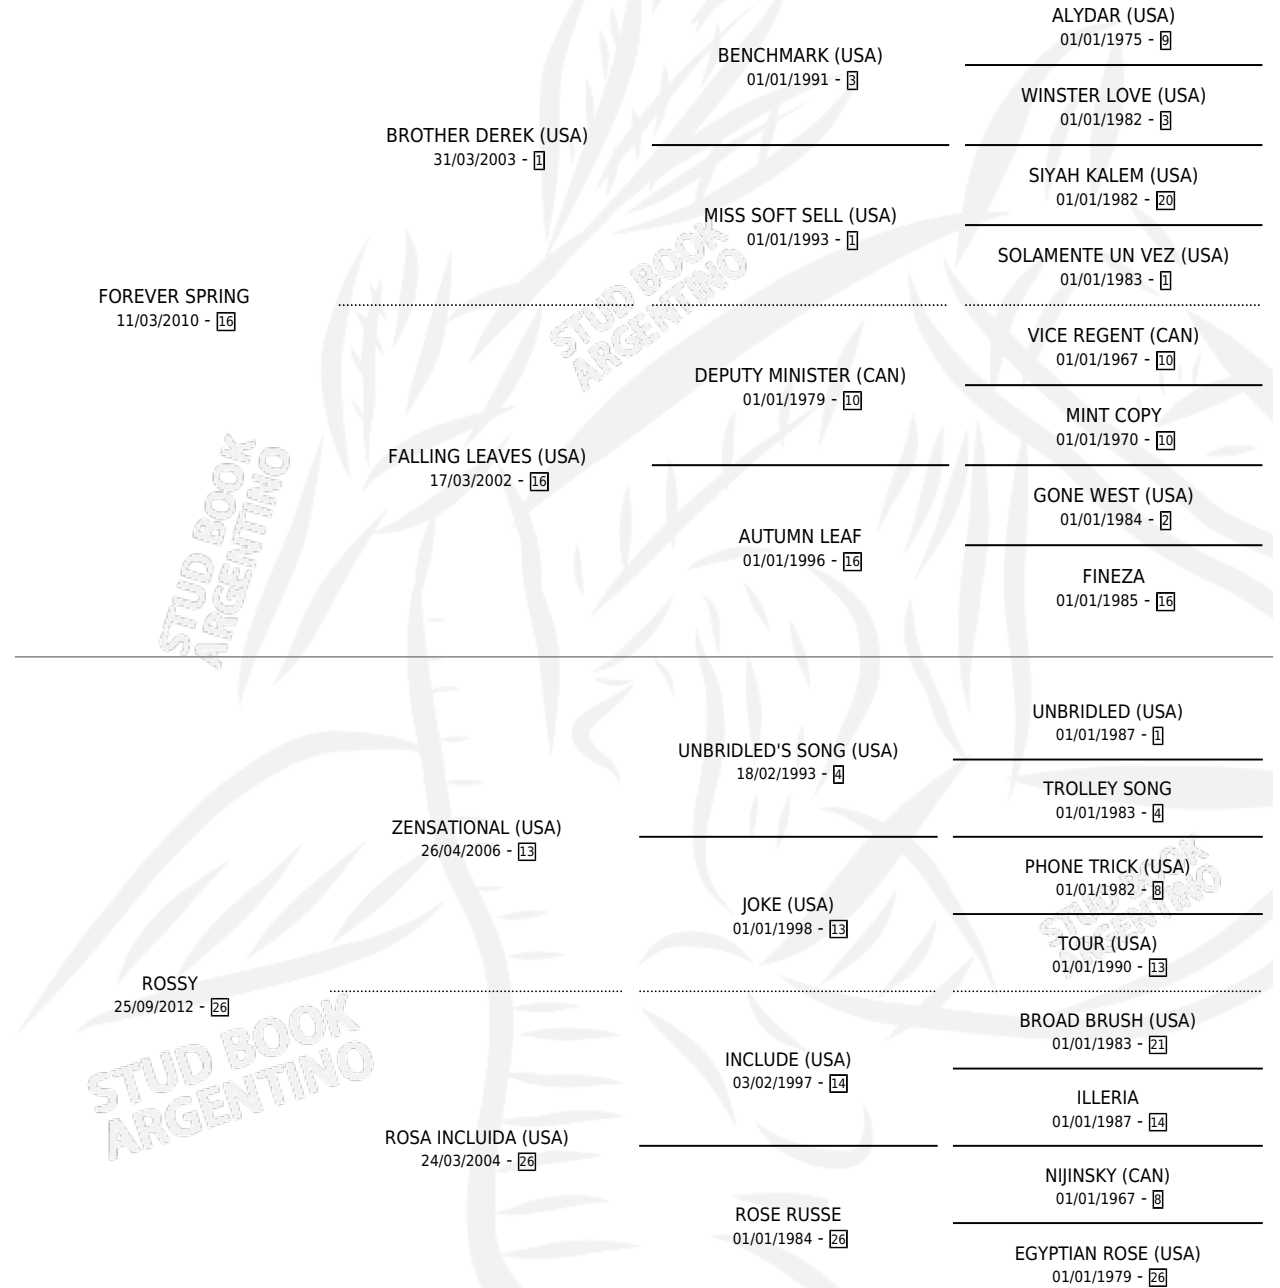 ALYDAR (USA)
01/01/1975 - 9
BENCHMARK (USA)
01/01/1991 - 3
WINSTER LOVE (USA)
01/01/1982 - 3
BROTHER DEREK (USA)
31/03/2003 - 1
SIYAH KALEM (USA)
01/01/1982 - 20
MISS SOFT SELL (USA)
01/01/1993 - 1
SOLAMENTE UN VEZ (USA)
01/01/1983 - 1
FOREVER SPRING
11/03/2010 - 16
VICE REGENT (CAN)
01/01/1967 - 10
DEPUTY MINISTER (CAN)
01/01/1979 - 10
MINT COPY
01/01/1970 - 10
FALLING LEAVES (USA)
17/03/2002 - 16
GONE WEST (USA)
01/01/1984 - 2
AUTUMN LEAF
01/01/1996 - 16
FINEZA
01/01/1985 - 16
UNBRIDLED (USA)
01/01/1987 - 1
UNBRIDLED'S SONG (USA)
18/02/1993 - 4
TROLLEY SONG
01/01/1983 - 4
ZENSATIONAL (USA)
26/04/2006 - 13
PHONE TRICK (USA)
01/01/1982 - 8
JOKE (USA)
01/01/1998 - 13
TOUR (USA)
01/01/1990 - 13
ROSSY
25/09/2012 - 26
BROAD BRUSH (USA)
01/01/1983 - 21
INCLUDE (USA)
03/02/1997 - 14
ILLERIA
01/01/1987 - 14
ROSA INCLUIDA (USA)
24/03/2004 - 26
NIJINSKY (CAN)
01/01/1967 - 8
ROSE RUSSE
01/01/1984 - 26
EGYPTIAN ROSE (USA)
01/01/1979 - 26
STUD BOOK
ARGENTINO
STUD BOOK
ARGENTINO
STUD BOOK
ARGENTINO
STUD BOOK
ARGENTINO